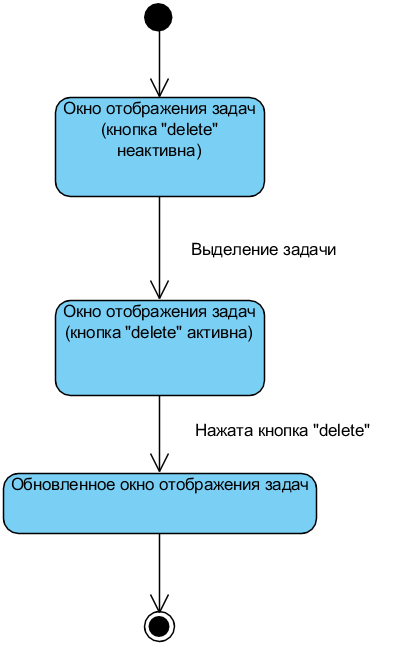 Окно отображения задач
(кнопка "delete"
неактивна)
Выделение задачи
Окно отображения задач
(кнопка "delete" активна)
Нажата кнопка "delete"
Обновленное окно отображения задач